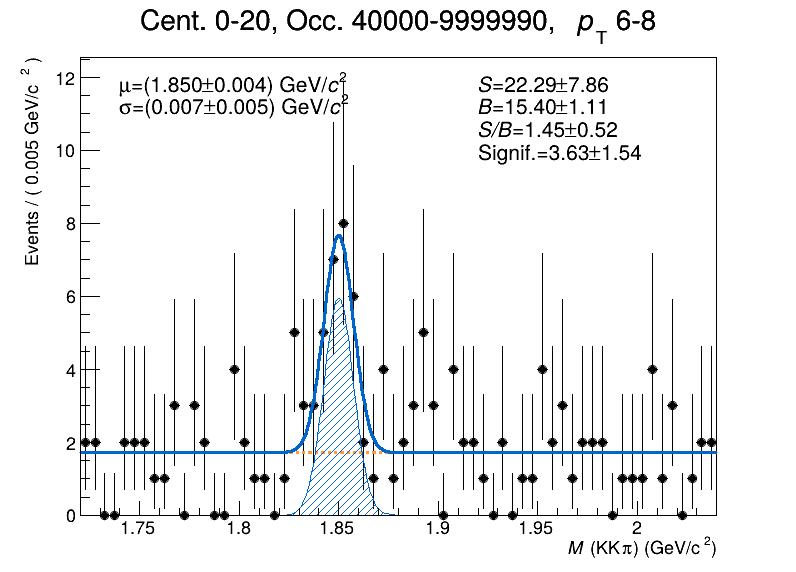 Cent. 0-20, Occ. 40000-9999990, p_T 6-8
μ=(1.850±0.004) GeV/c²
σ=(0.007±0.005) GeV/c²
S=22.29±7.86
B=15.40±1.11
S/B=1.45±0.52
Signif.=3.63±1.54
Events / ( 0.005 GeV/c² )
12
10
8
6
4
2
0
1.75 1.8 1.85 1.9 1.95 2
M (KKπ) (GeV/c²)